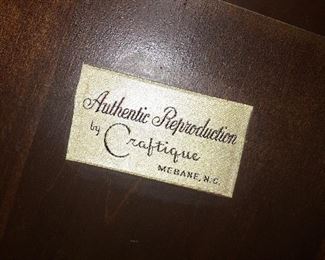 Authentic Reproduction
by Craftique
MEBANE, N.C.